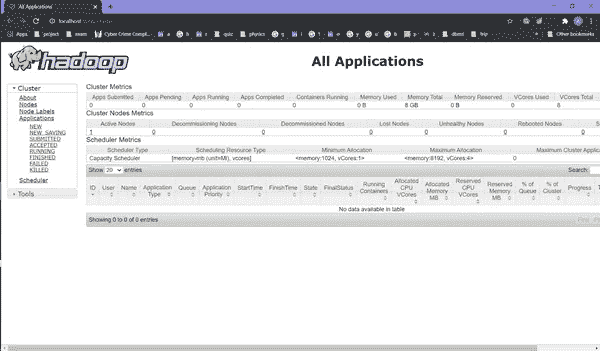 All Applications
localhost
Apps
project
exam
Cyber Crime Compl...
quiz
physics
dbmsl
trip
Other bookmarks
hadoop
All Applications
Cluster
About
Nodes
Node Labels
Applications
NEW
NEW_SAVING
SUBMITTED
ACCEPTED
RUNNING
FINISHED
FAILED
KILLED
Scheduler
Tools
Cluster Metrics
Apps Submitted Apps Pending Apps Running Apps Completed Containers Running Memory Used Memory Total Memory Reserved VCores Used VCores Total
0 0 0 0 0 0 B 8 GB 0 B 0 8
Cluster Nodes Metrics
Active Nodes Decommissioning Nodes Decommissioned Nodes Lost Nodes Unhealthy Nodes Rebooted Nodes S
1 0 0 0 0 0
Scheduler Metrics
Scheduler Type Scheduling Resource Type Minimum Allocation Maximum Allocation Maximum Cluster Applic
Capacity Scheduler [memory-mb (unit=Mi), vcores] <memory:1024, vCores:1> <memory:8192, vCores:4> 0
Show 20 entries Search:
ID User Name Application Type Queue Application Priority StartTime FinishTime State FinalStatus Running Containers Allocated CPU VCores Allocated Memory MB Reserved CPU VCores Reserved Memory MB % of Queue % of Cluster Progress T
No data available in table
Showing 0 to 0 of 0 entries First